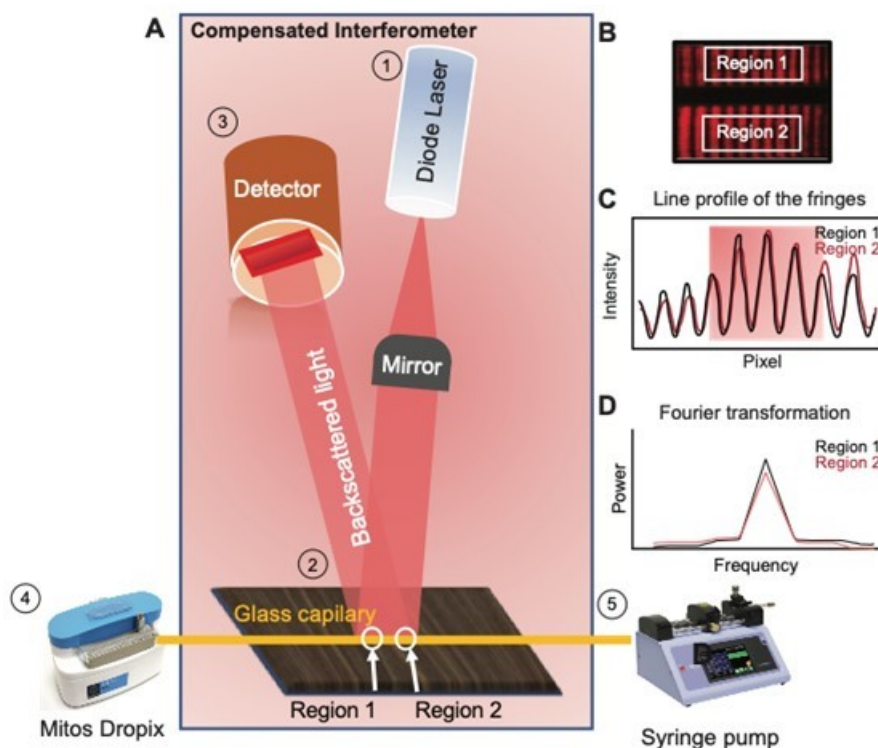 A
Compensated Interferometer
1
Diode Laser
3
Detector
Mirror
Backscattered light
2
Glass capilary
4
5
Region 1
Region 2
Mitos Dropix
Syringe pump
B
Region 1
Region 2
C
Line profile of the fringes
Region 1
Region 2
Intensity
Pixel
D
Fourier transformation
Region 1
Region 2
Power
Frequency